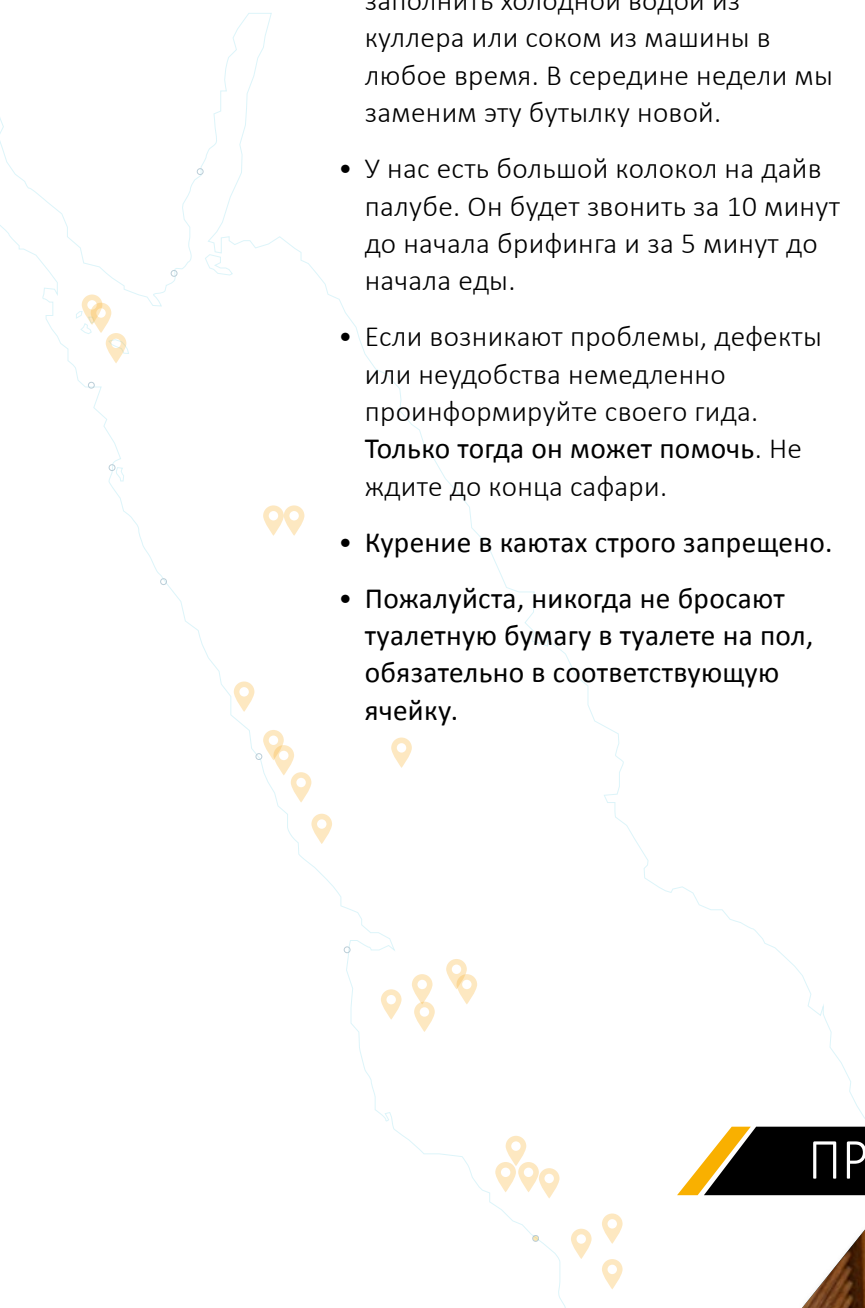 заполнить холодной водой из
куллера или соком из машины в
любое время. В середине недели мы
заменим эту бутылку новой.
• У нас есть большой колокол на дайв
палубе. Он будет звонить за 10 минут
до начала брифинга и за 5 минут до
начала еды.
• Если возникают проблемы, дефекты
или неудобства немедленно
проинформируйте своего гида.
Только тогда он может помочь. Не
ждите до конца сафари.
• Курение в каютах строго запрещено.
• Пожалуйста, никогда не бросают
туалетную бумагу в туалете на пол,
обязательно в соответствующую
ячейку.
ПР